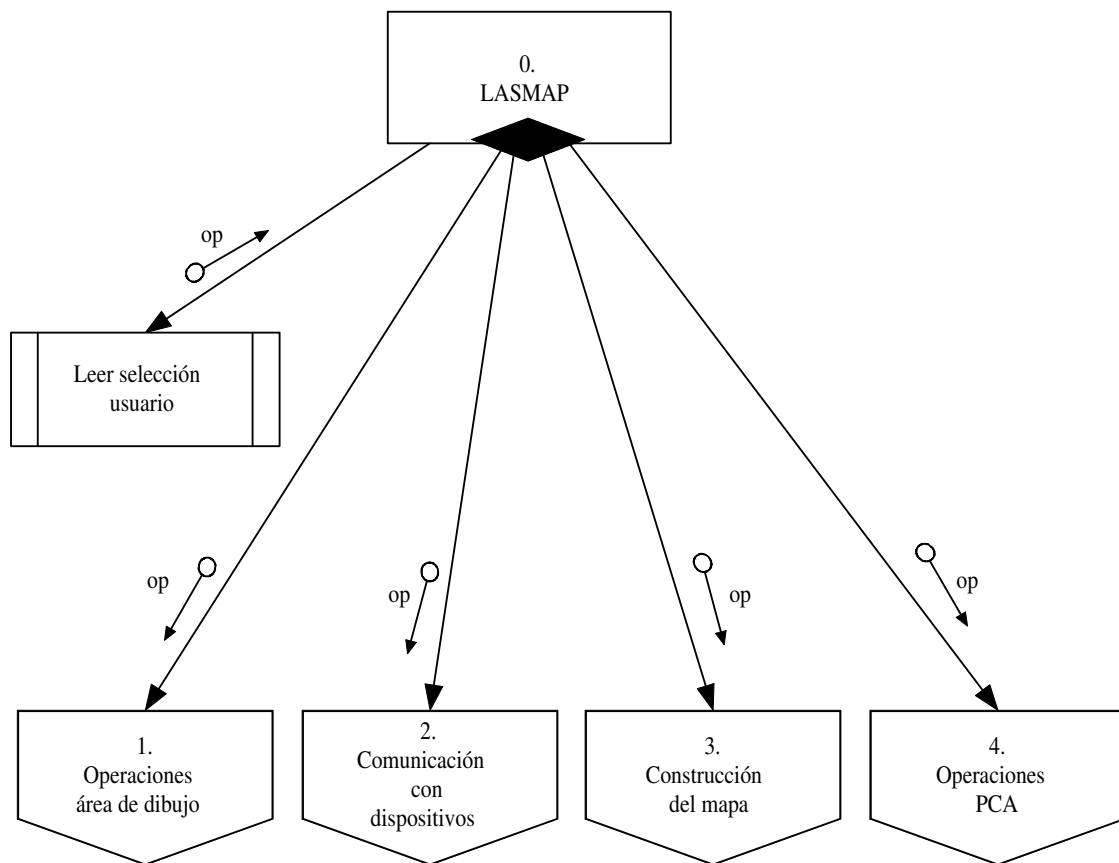 0.
LASMAP
op
Leer selección
usuario
op
op
op
op
1.
Operaciones
área de dibujo
2.
Comunicación
con
dispositivos
3.
Construcción
del mapa
4.
Operaciones
PCA